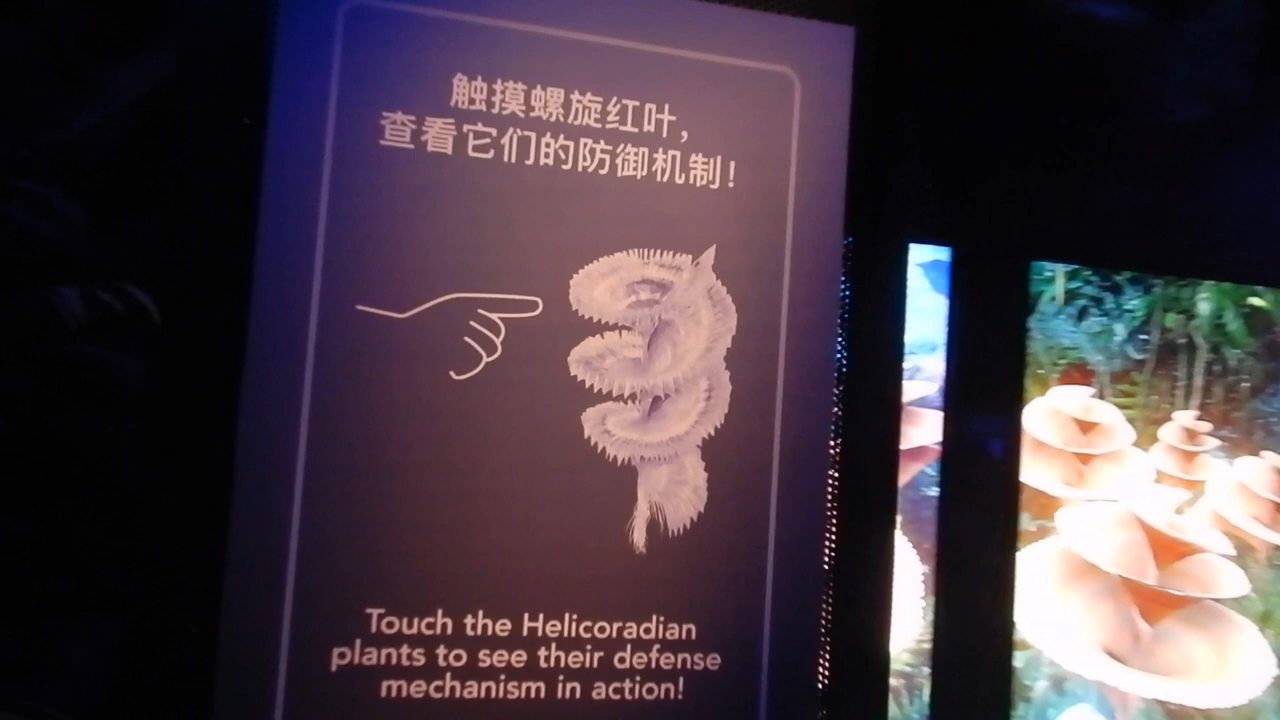 触摸螺旋红叶，
查看它们的防御机制！
Touch the Helicoradian
plants to see their defense
mechanism in action!